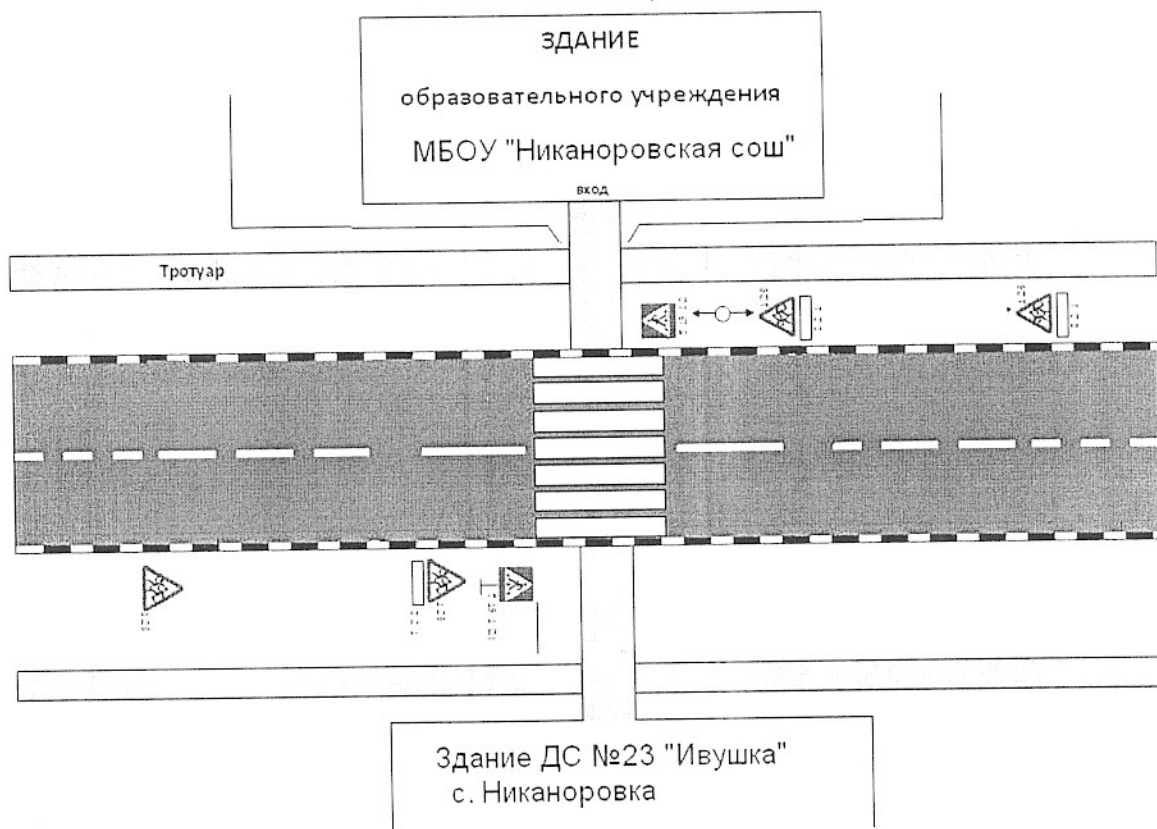 ЗДАНИЕ
образовательного учреждения
МБОУ "Никаноровская сош"
вход
Тротуар
Здание ДС №23 "Ивушка"
с. Никаноровка